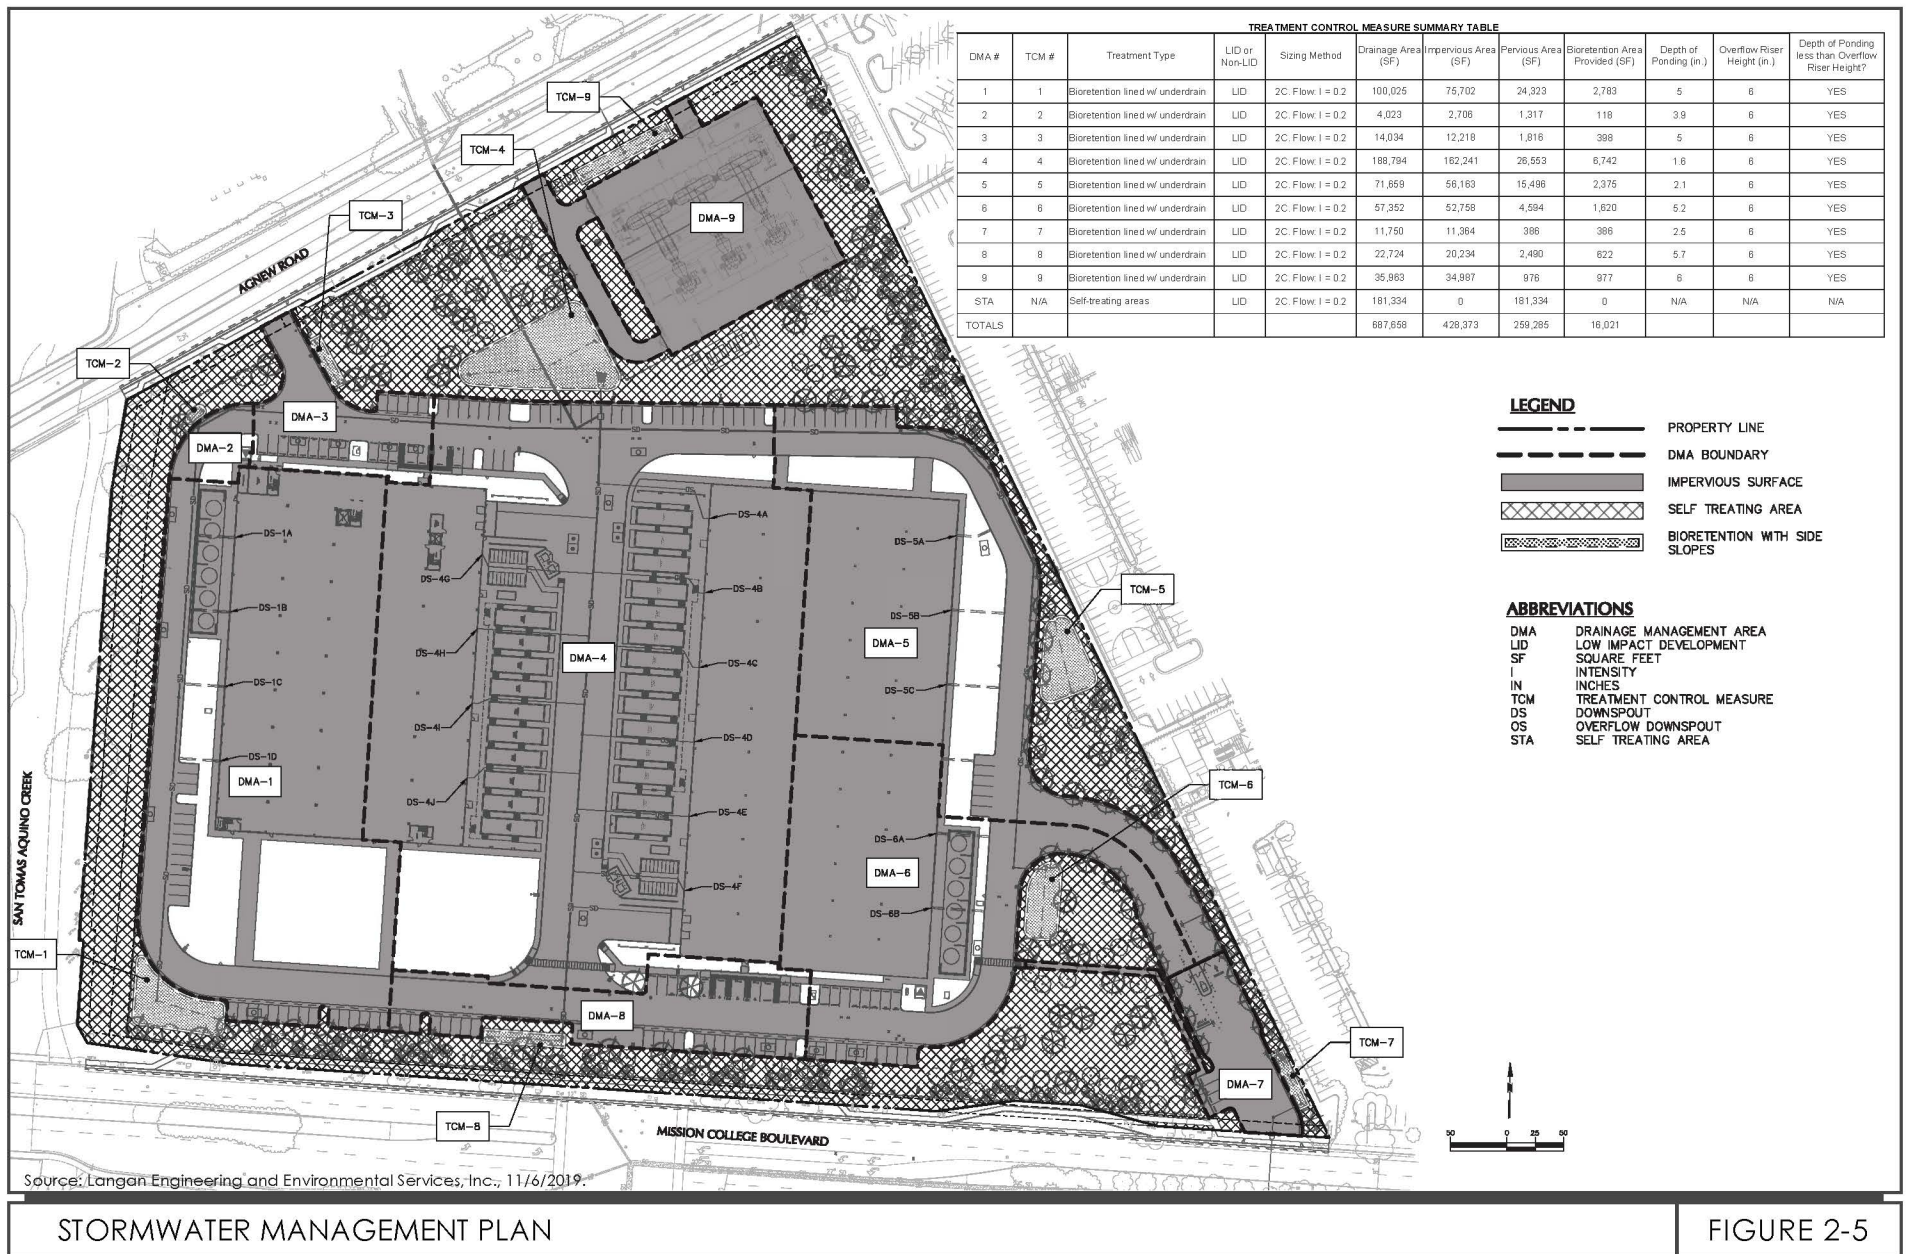 TREATMENT CONTROL MEASURE SUMMARY TABLE
DMA # TCM # Treatment Type LID or Non-LID Sizing Method Drainage Area (SF) Impervious Area (SF) Pervious Area (SF) Bioretention Area Provided (SF) Depth of Ponding (in.) Overflow Riser Height (in.) Depth of Ponding less than Overflow Riser Height?
1 1 Bioretention lined w/ underdrain LID 2C. Flow: I = 0.2 100,025 75,702 24,323 2,783 5 6 YES
2 2 Bioretention lined w/ underdrain LID 2C. Flow: I = 0.2 4,023 2,706 1,317 118 3.9 6 YES
3 3 Bioretention lined w/ underdrain LID 2C. Flow: I = 0.2 14,034 12,218 1,816 398 5 6 YES
4 4 Bioretention lined w/ underdrain LID 2C. Flow: I = 0.2 188,794 162,241 26,553 6,742 1.6 6 YES
5 5 Bioretention lined w/ underdrain LID 2C. Flow: I = 0.2 71,659 56,163 15,496 2,375 2.1 6 YES
6 6 Bioretention lined w/ underdrain LID 2C. Flow: I = 0.2 57,352 52,758 4,594 1,620 5.2 6 YES
7 7 Bioretention lined w/ underdrain LID 2C. Flow: I = 0.2 11,750 11,364 386 386 2.5 6 YES
8 8 Bioretention lined w/ underdrain LID 2C. Flow: I = 0.2 22,724 20,234 2,490 622 5.7 6 YES
9 9 Bioretention lined w/ underdrain LID 2C. Flow: I = 0.2 35,963 34,987 976 977 6 6 YES
STA N/A Self-treating areas LID 2C. Flow: I = 0.2 181,334 0 181,334 0 N/A N/A N/A
TOTALS 687,658 428,373 259,285 16,021
TCM-9
TCM-4
TCM-3
DMA-9
AGNEW ROAD
TCM-2
DMA-3
DMA-2
SD
SD
SD
DS-4A
DS-1A
DS-5A
DS-4G
DS-4B
TCM-5
DS-1B
DS-5B
DMA-5
DS-4H
DMA-4
DS-4C
DS-1C
DS-5C
DS-4I
DS-4D
DS-1D
DMA-1
TCM-6
DS-4J
DS-4E
DS-6A
DMA-6
DS-4F
DS-6B
SAN TOMAS AQUINO CREEK
SD
TCM-1
DMA-8
TCM-7
DMA-7
TCM-8
MISSION COLLEGE BOULEVARD
LEGEND
PROPERTY LINE
DMA BOUNDARY
IMPERVIOUS SURFACE
SELF TREATING AREA
BIORETENTION WITH SIDE
SLOPES
ABBREVIATIONS
DMA DRAINAGE MANAGEMENT AREA
LID LOW IMPACT DEVELOPMENT
SF SQUARE FEET
I INTENSITY
IN INCHES
TCM TREATMENT CONTROL MEASURE
DS DOWNSPOUT
OS OVERFLOW DOWNSPOUT
STA SELF TREATING AREA
50 0 25 50
Source: Langan Engineering and Environmental Services, Inc., 11/6/2019.
STORMWATER MANAGEMENT PLAN
FIGURE 2-5